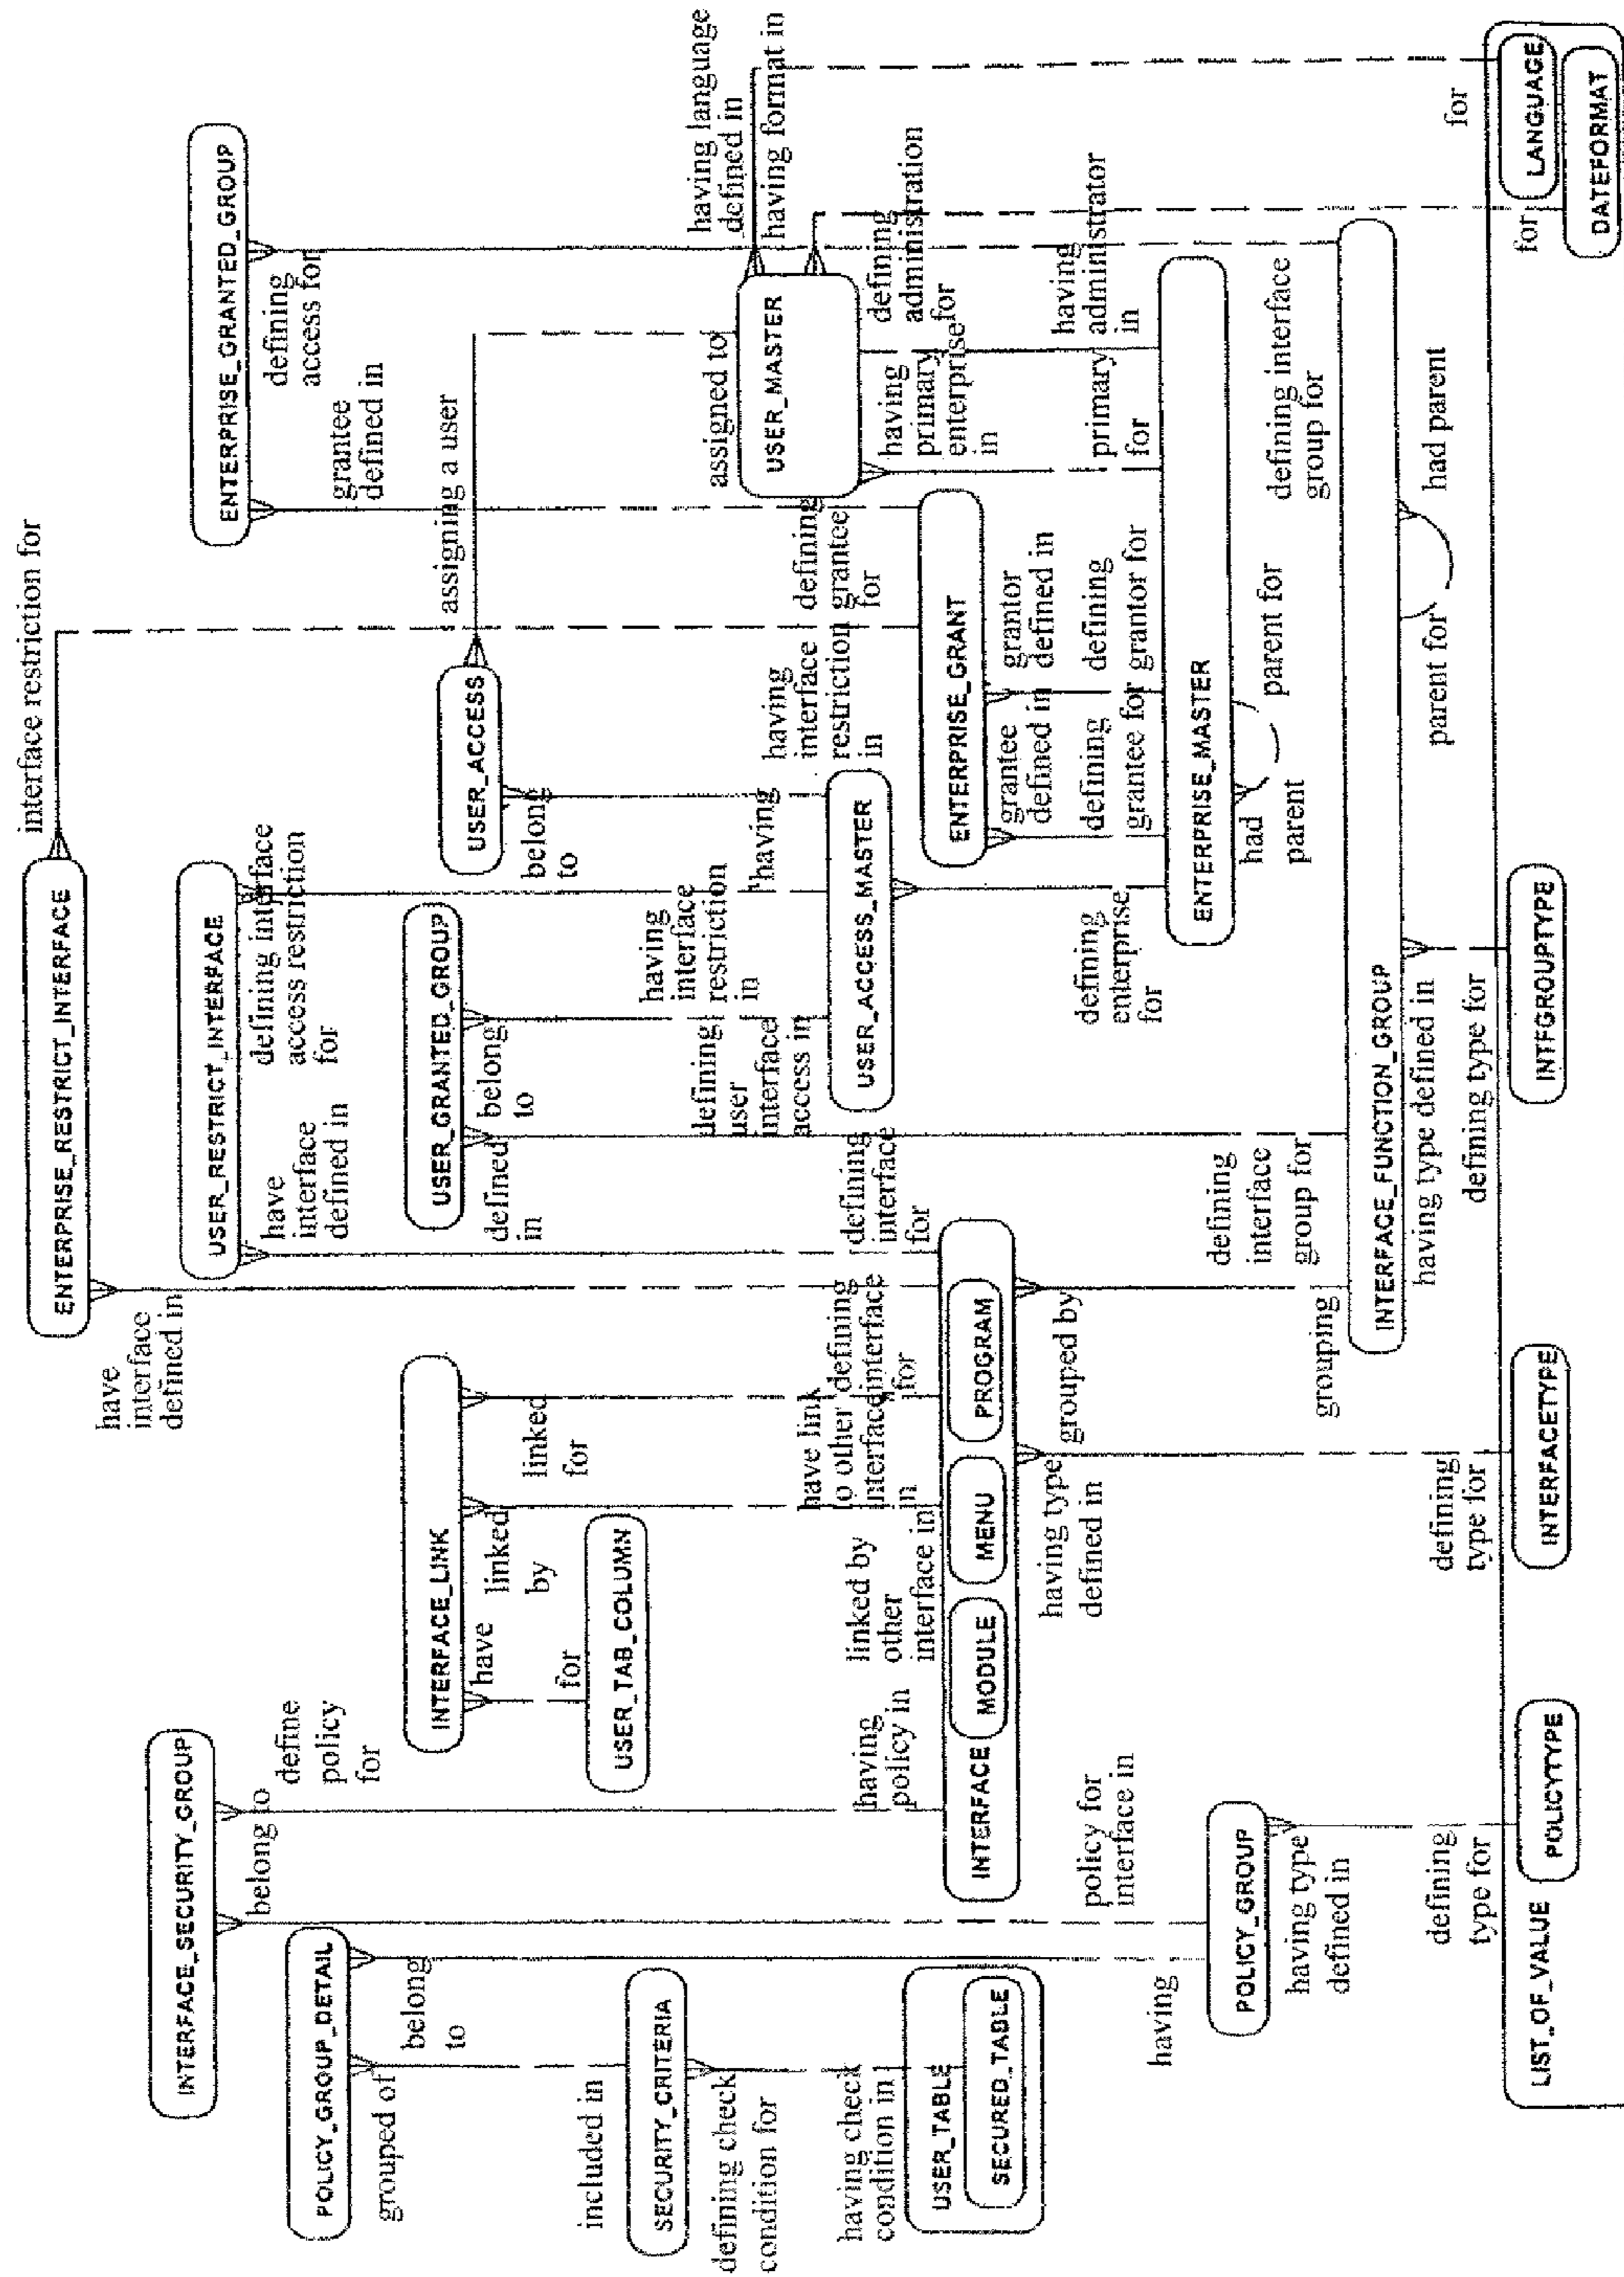 ENTERPRISE_RESTRICT_INTERFACE
interface restriction for
have
interface
defined in
INTERFACE_SECURITY_GROUP
belong to
define
policy
for
USER_RESTRICT_INTERFACE
have
interface
defined in
defining interface
access restriction
for
ENTERPRISE_GRANTED_GROUP
grantee
defined in
defining
access for
POLICY_GROUP_DETAIL
grouped of
belong
to
INTERFACE_LINK
have
linked
by
linked
for
for
USER_TAB_COLUMN
USER_GRANTED_GROUP
defined
in
belong
to
USER_ACCESS
belong
to
assigning a user
included in
SECURITY_CRITERIA
defining check
condition for
having check
condition in
USER_TABLE
SECURED_TABLE
having
interface
restriction
in
having
defining
user
interface
access in
USER_ACCESS_MASTER
having
interface
restriction
in
defining
grantee
for
assigned to
USER_MASTER
having language
defined in
having format in
defining
administration
for
having
primary
enterprise
in
having
administrator
in
primary
for
having
policy in
linked by
other
interface in
have link
to other
interface
in
defining
interface
for
defining
interface
for
INTERFACE
MODULE
MENU
PROGRAM
having type
defined in
grouped by
ENTERPRISE_GRANT
grantee
defined in
grantor
defined in
defining
grantee for
defining
grantor for
defining
enterprise
for
ENTERPRISE_MASTER
had
parent
parent for
policy for
interface in
having
POLICY_GROUP
having type
defined in
grouping
defining
interface
group for
defining interface
group for
INTERFACE_FUNCTION_GROUP
having type defined in
parent for
had parent
defining
type for
defining
type for
defining type for
for
for
LIST_OF_VALUE
POLICYTYPE
INTERFACETYPE
INTFGROUPTYPE
LANGUAGE
DATEFORMAT